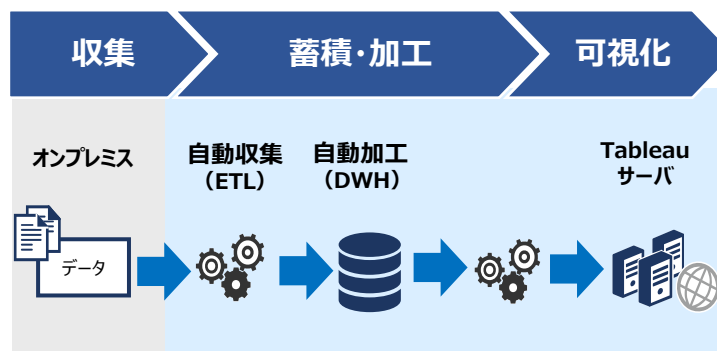 収集
蓄積・加工
可視化
オンプレミス
自動収集
（ETL）
自動加工
（DWH）
Tableau
サーバ
データ